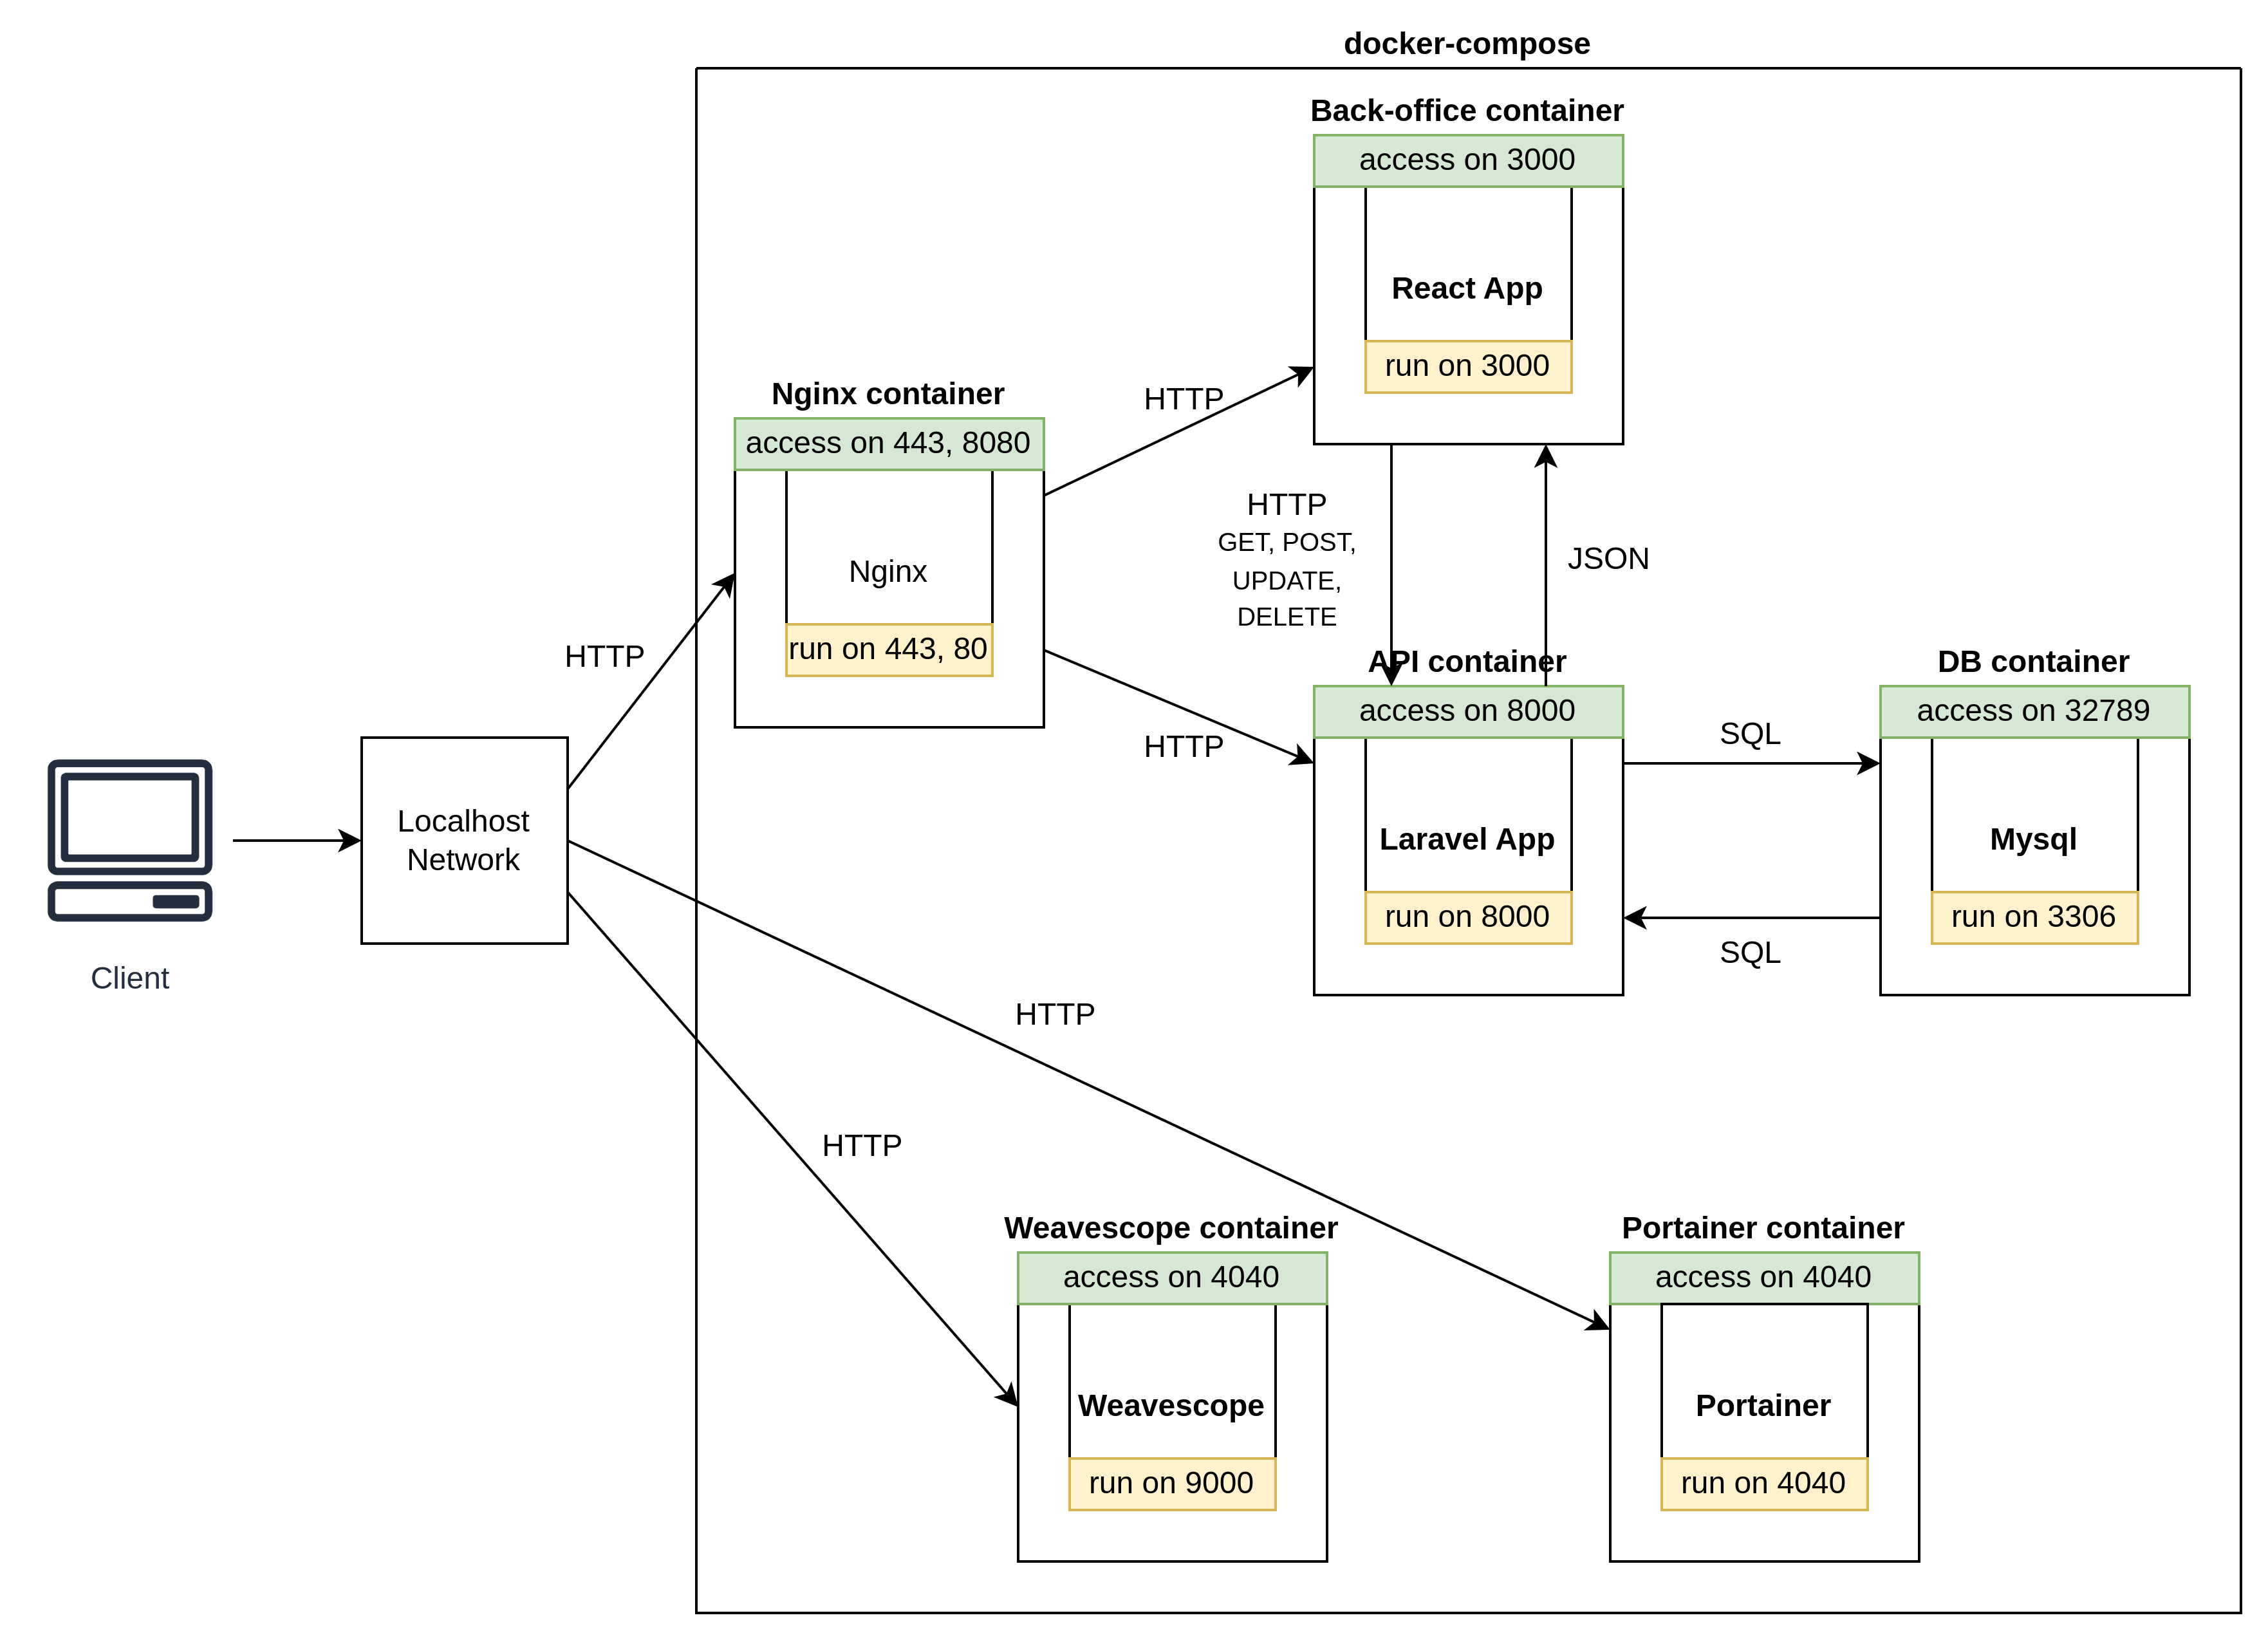 docker-compose
Back-office container
access on 3000
React App
run on 3000
Nginx container
access on 443, 8080
Nginx
run on 443, 80
HTTP
HTTP
HTTP
HTTP
GET, POST,
UPDATE,
DELETE
JSON
API container
access on 8000
Laravel App
run on 8000
SQL
SQL
DB container
access on 32789
Mysql
run on 3306
Localhost
Network
Client
HTTP
HTTP
Weavescope container
access on 4040
Weavescope
run on 9000
Portainer container
access on 4040
Portainer
run on 4040